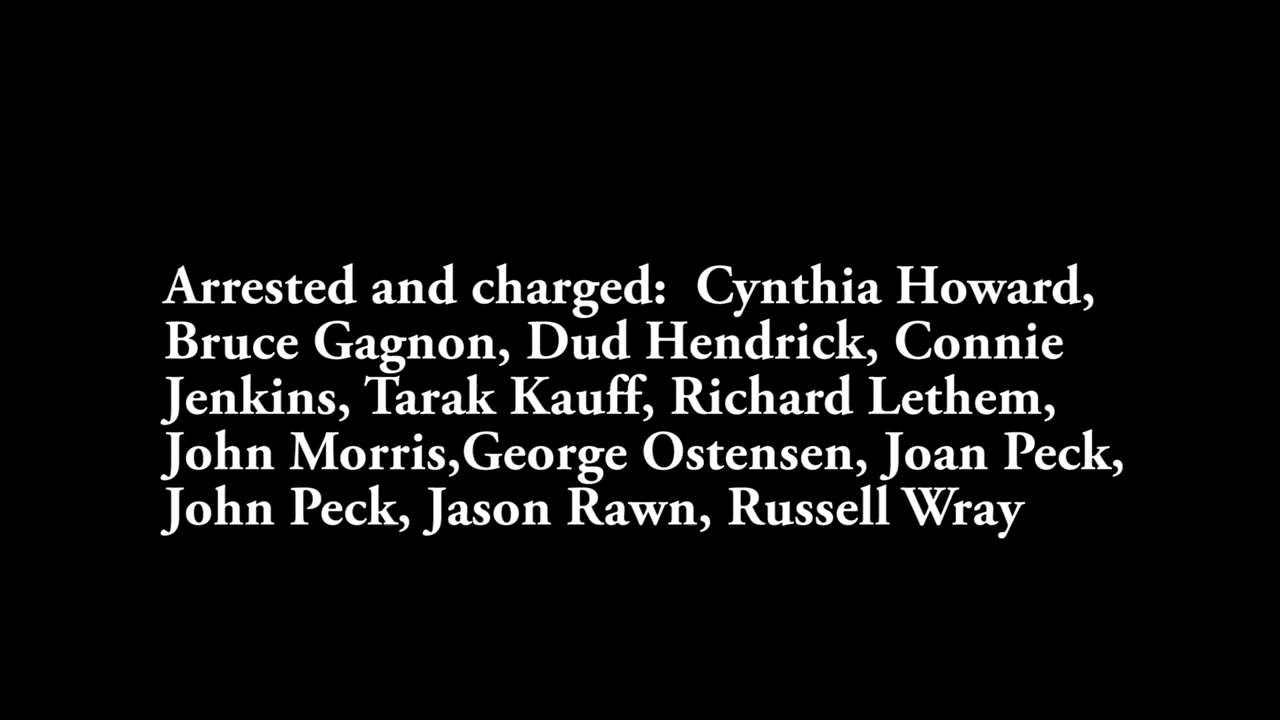 Arrested and charged:  Cynthia Howard,
Bruce Gagnon, Dud Hendrick, Connie
Jenkins, Tarak Kauff, Richard Lethem,
John Morris,George Ostensen, Joan Peck,
John Peck, Jason Rawn, Russell Wray